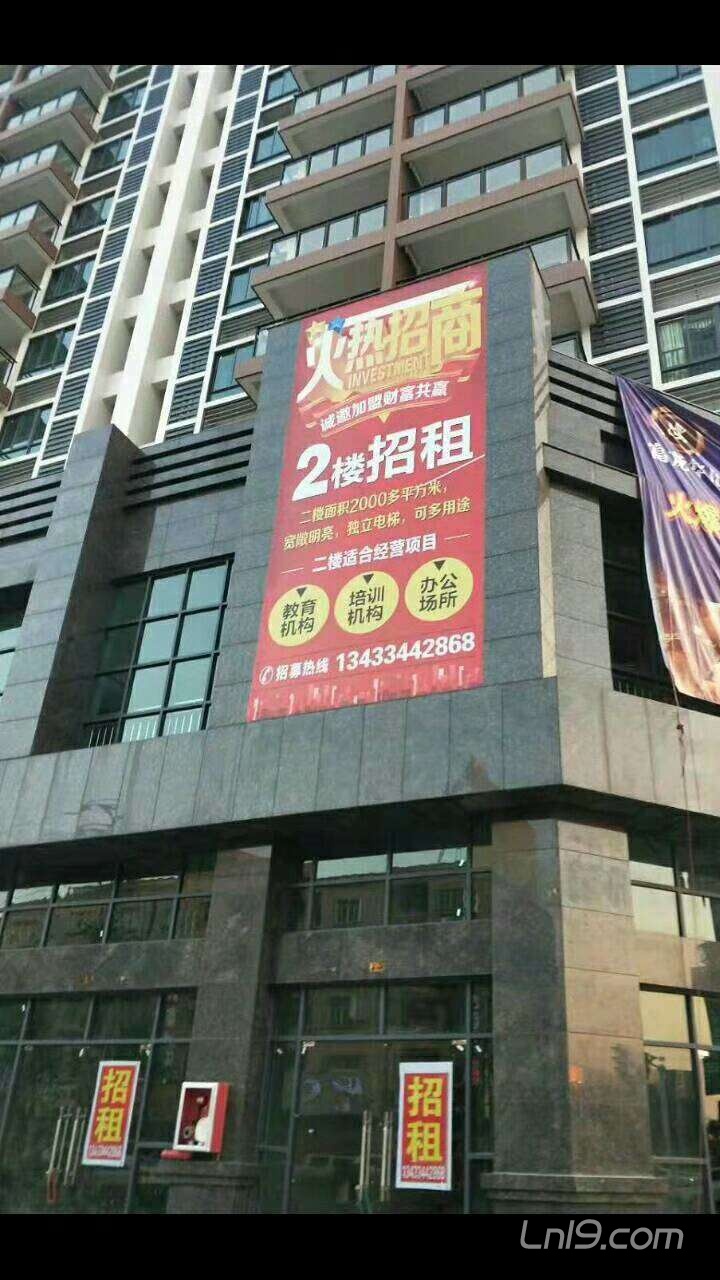 火热招商
INVESTMENT
诚邀加盟财富共赢
2楼招租
二楼面积2000多平方米，
宽敞明亮，独立电梯，可多用途
二楼适合经营项目
教育
机构
培训
机构
办公
场所
招募热线 13433442868
招
租
13433442868
招
租
13433442868
Lnl9.com